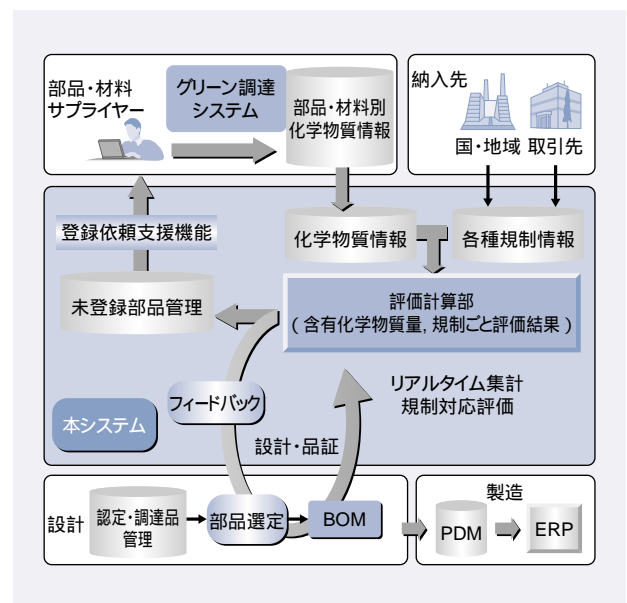 部品・材料
サプライヤー
グリーン調達
システム
部品・材料別
化学物質情報
納入先
国・地域
取引先
登録依頼支援機能
化学物質情報
各種規制情報
未登録部品管理
評価計算部
(含有化学物質量,規制ごと評価結果)
フィードバック
リアルタイム集計
規制対応評価
本システム
設計・品証
設計
認定・調達品
管理
部品選定
BOM
製造
PDM
ERP